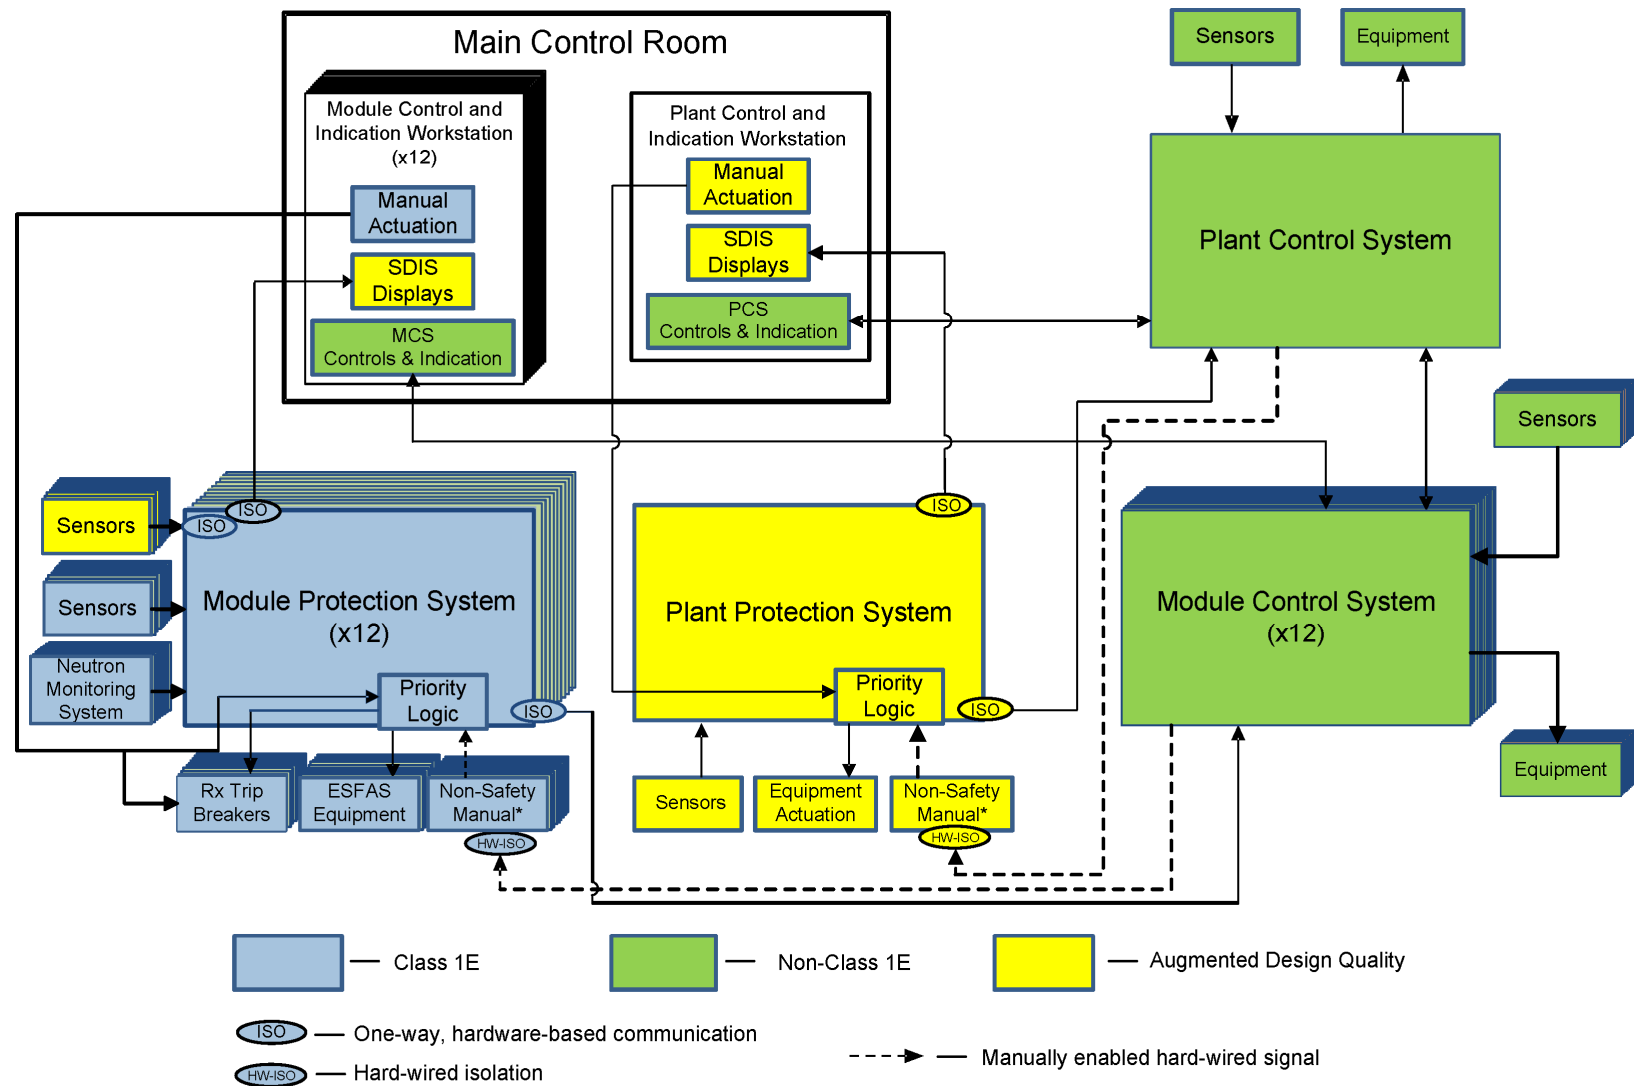 Main Control Room
Module Control and
Indication Workstation
(x12)
Manual
Actuation
SDIS
Displays
MCS
Controls & Indication
Plant Control and
Indication Workstation
Manual
Actuation
SDIS
Displays
PCS
Controls & Indication
Sensors
Equipment
Plant Control System
Sensors
Sensors
ISO
ISO
Sensors
Neutron
Monitoring
System
Module Protection System
(x12)
Priority
Logic
ISO
Rx Trip
Breakers
ESFAS
Equipment
Non-Safety
Manual*
HW-ISO
ISO
Plant Protection System
Priority
Logic
ISO
Sensors
Equipment
Actuation
Non-Safety
Manual*
HW-ISO
Module Control System
(x12)
Equipment
Class 1E
Non-Class 1E
Augmented Design Quality
ISO
One-way, hardware-based communication
HW-ISO
Hard-wired isolation
Manually enabled hard-wired signal